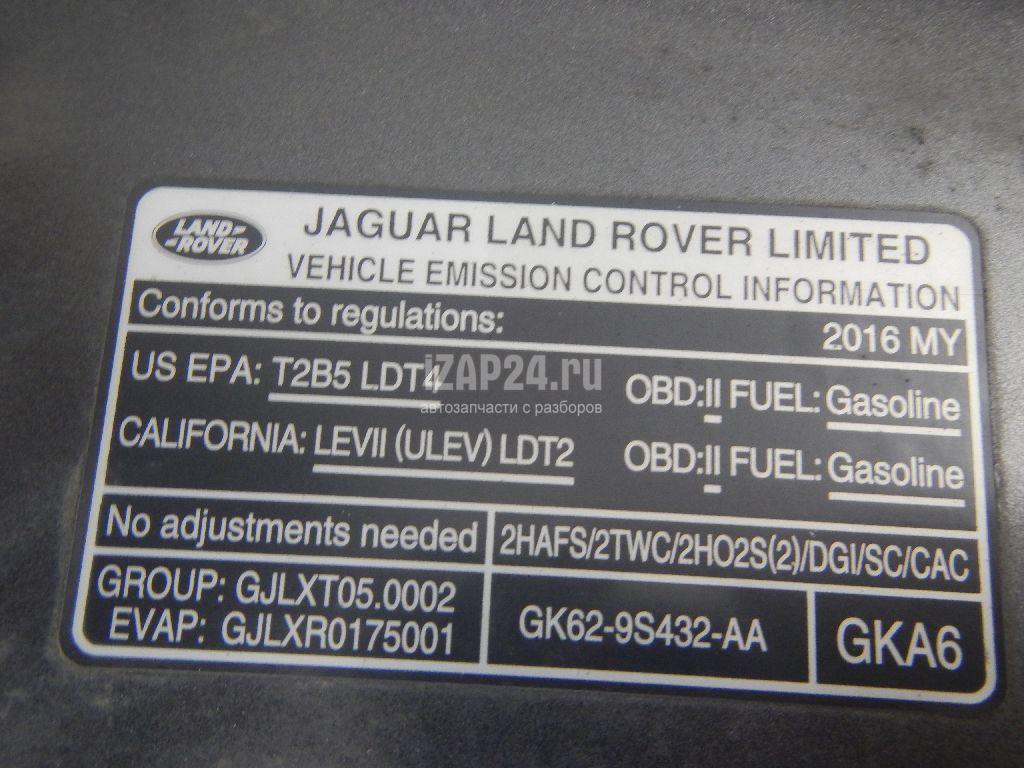 LAND
ROVER
JAGUAR LAND ROVER LIMITED
VEHICLE EMISSION CONTROL INFORMATION
Conforms to regulations: 2016 MY
US EPA: T2B5 LDT4 OBD:II FUEL: Gasoline
iZAP24.ru
автозапчасти с разборов
CALIFORNIA: LEVII (ULEV) LDT2 OBD:II FUEL: Gasoline
No adjustments needed 2HAFS/2TWC/2HO2S(2)/DGI/SC/CAC
GROUP: GJLXT05.0002
EVAP: GJLXR0175001
GK62-9S432-AA
GKA6